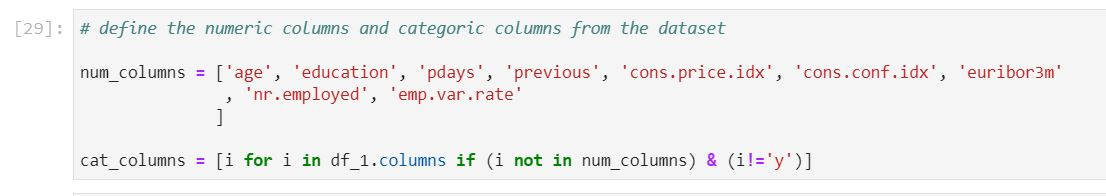 [29]: # define the numeric columns and categoric columns from the dataset
num_columns = ['age', 'education', 'pdays', 'previous', 'cons.price.idx', 'cons.conf.idx', 'euribor3m'
, 'nr.employed', 'emp.var.rate'
]
cat_columns = [i for i in df_1.columns if (i not in num_columns) & (i!='y')]